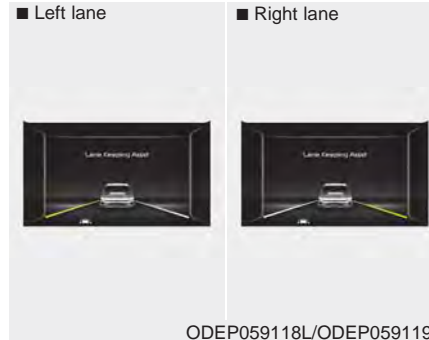 ■ Left lane
■ Right lane
Lane Keeping Assist
Lane Keeping Assist
ODEP059118L/ODEP059119